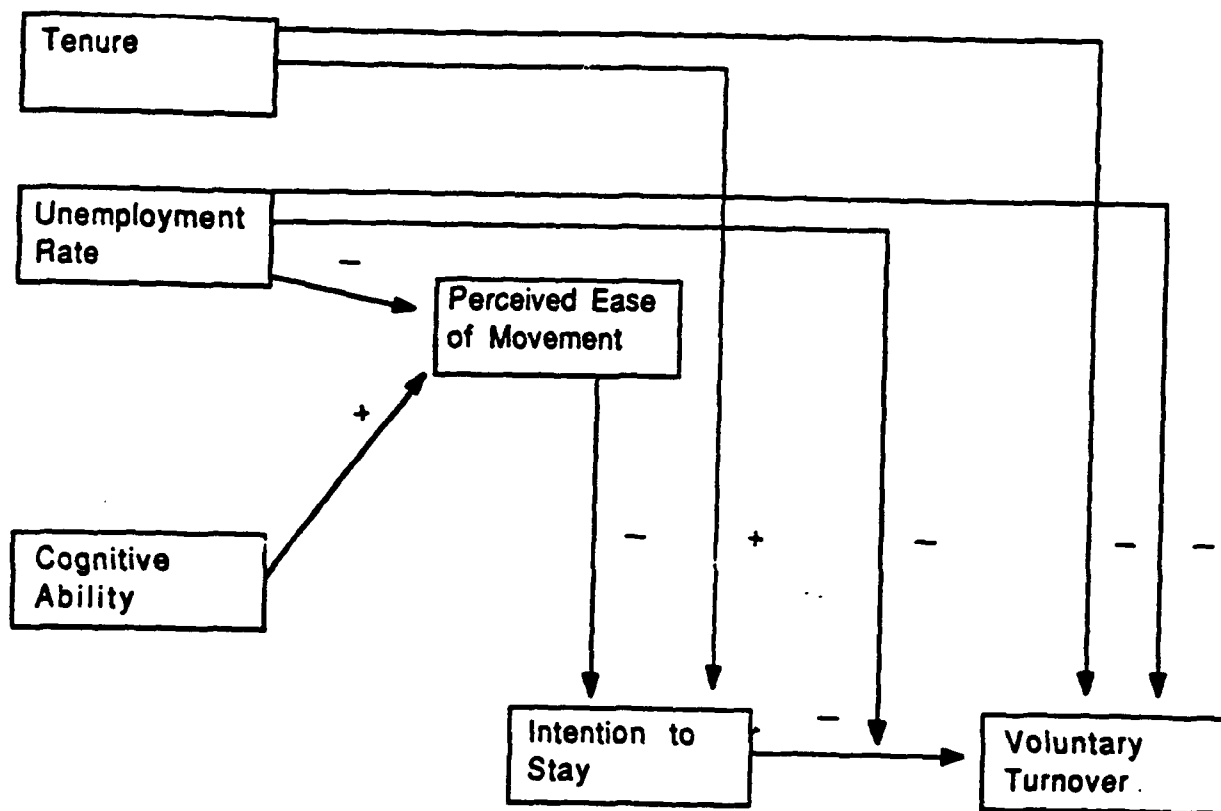 Tenure
Unemployment
Rate
−
Perceived Ease
of Movement
+
Cognitive
Ability
−
+
−
−
−
Intention to
Stay
−
Voluntary
Turnover